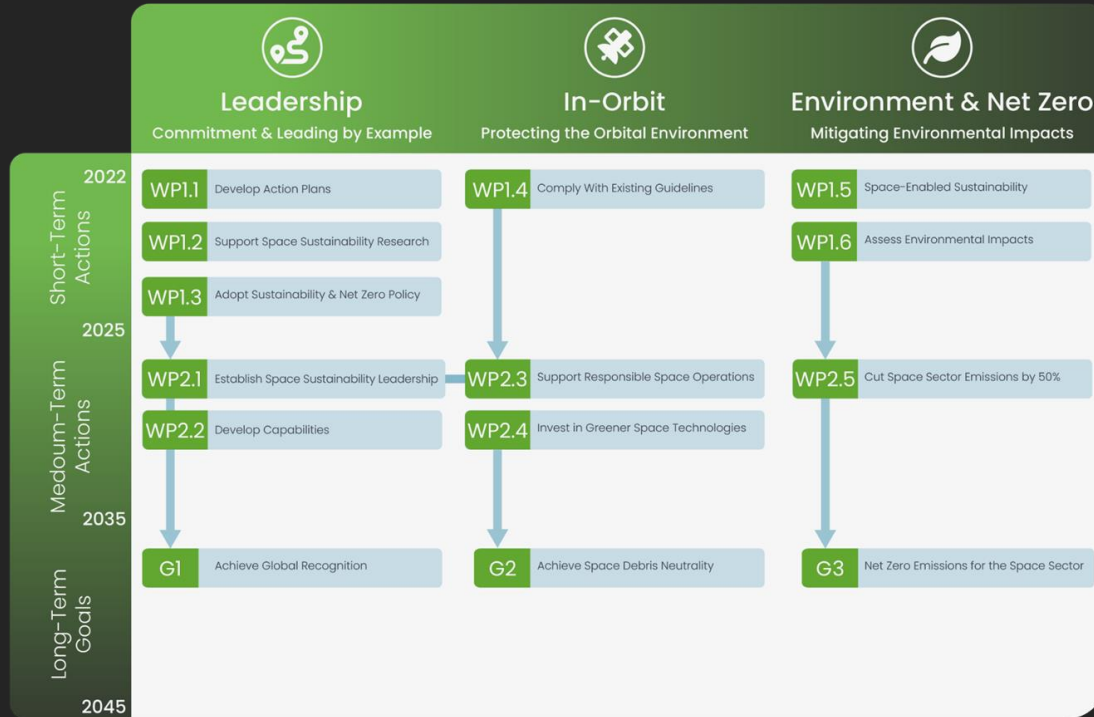 Leadership
Commitment & Leading by Example
In-Orbit
Protecting the Orbital Environment
Environment & Net Zero
Mitigating Environmental Impacts
Short-Term
Actions
2022
WP1.1 Develop Action Plans
WP1.4 Comply With Existing Guidelines
WP1.5 Space-Enabled Sustainability
WP1.2 Support Space Sustainability Research
WP1.6 Assess Environmental Impacts
WP1.3 Adopt Sustainability & Net Zero Policy
2025
Medoum-Term
Actions
WP2.1 Establish Space Sustainability Leadership
WP2.3 Support Responsible Space Operations
WP2.5 Cut Space Sector Emissions by 50%
WP2.2 Develop Capabilities
WP2.4 Invest in Greener Space Technologies
2035
Long-Term
Goals
G1 Achieve Global Recognition
G2 Achieve Space Debris Neutrality
G3 Net Zero Emissions for the Space Sector
2045